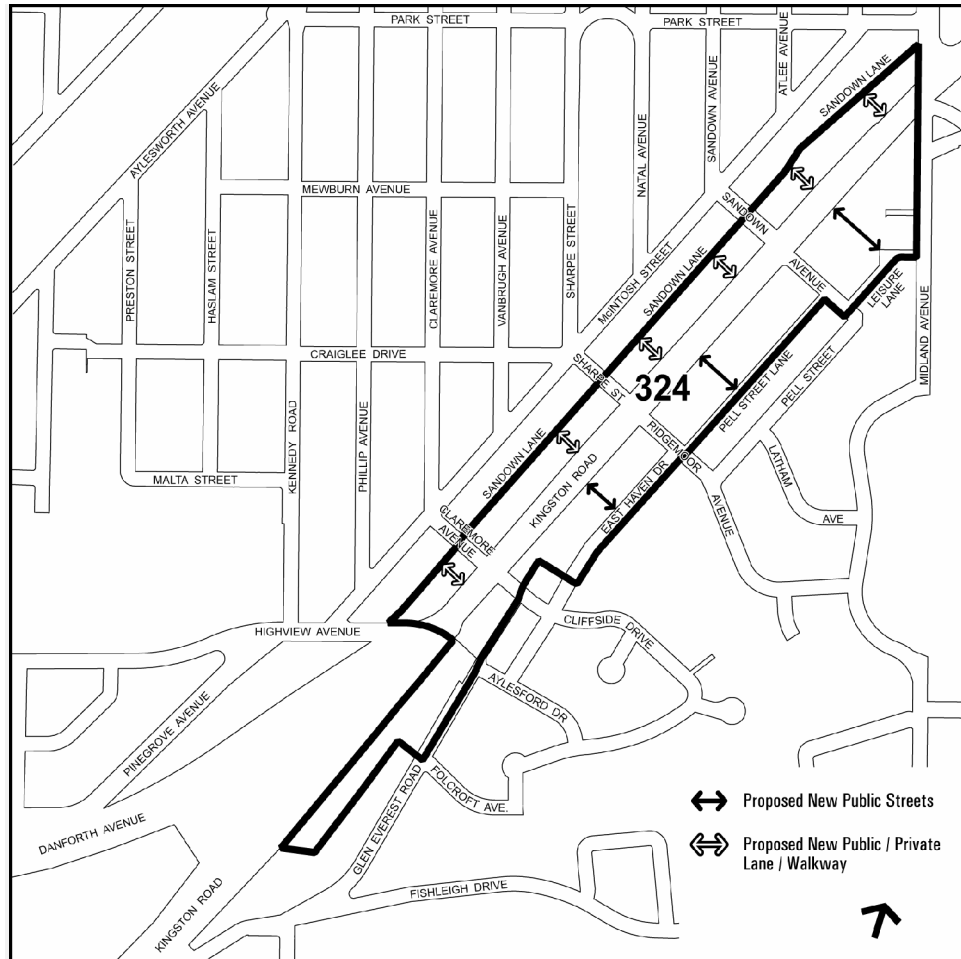 PARK STREET
PARK STREET
ATLEE AVENUE
SANDOWN LANE
AYLESWORTH AVENUE
SANDOWN AVENUE
NATAL AVENUE
MEWBURN AVENUE
SANDOWN
AVENUE
PRESTON STREET
HASLAM STREET
CLAREMORE AVENUE
VANBRUGH AVENUE
SHARPE STREET
McINTOSH STREET
SANDOWN LANE
LEISURE
LANE
MIDLAND AVENUE
CRAIGLEE DRIVE
SHARPE ST
324
PELL STREET LANE
PELL STREET
KENNEDY ROAD
PHILLIP AVENUE
SANDOWN LANE
KINGSTON ROAD
RIDGEMOOR
AVENUE
EAST HAVEN DR
LATHAM
AVE
MALTA STREET
CLAREMORE
AVENUE
HIGHVIEW AVENUE
CLIFFSIDE DRIVE
AYLESFORD DR
PINEGROVE AVENUE
FOLCROFT AVE.
GLEN EVEREST ROAD
DANFORTH AVENUE
KINGSTON ROAD
FISHLEIGH DRIVE
Proposed New Public Streets
Proposed New Public / Private
Lane / Walkway